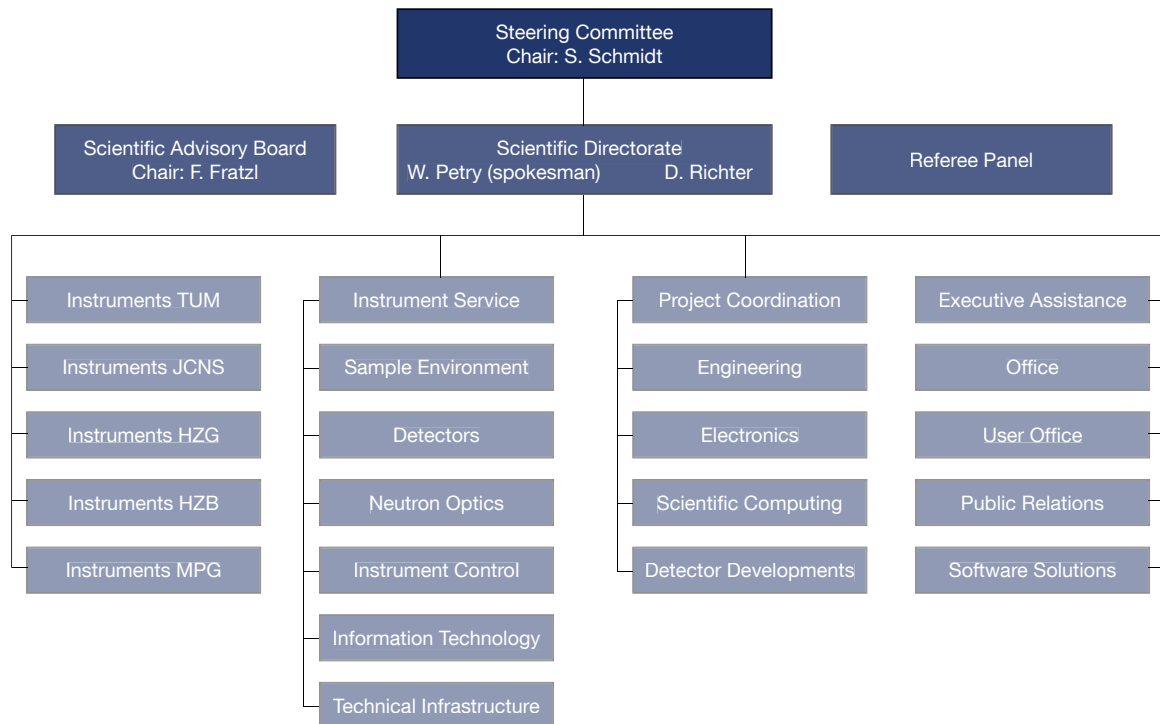 Steering Committee
Chair: S. Schmidt
Scientific Advisory Board
Chair: F. Fratzl
Scientific Directorate
W. Petry (spokesman) D. Richter
Referee Panel
Instruments TUM
Instruments JCNS
Instruments HZG
Instruments HZB
Instruments MPG
Instrument Service
Sample Environment
Detectors
Neutron Optics
Instrument Control
Information Technology
Technical Infrastructure
Project Coordination
Engineering
Electronics
Scientific Computing
Detector Developments
Executive Assistance
Office
User Office
Public Relations
Software Solutions